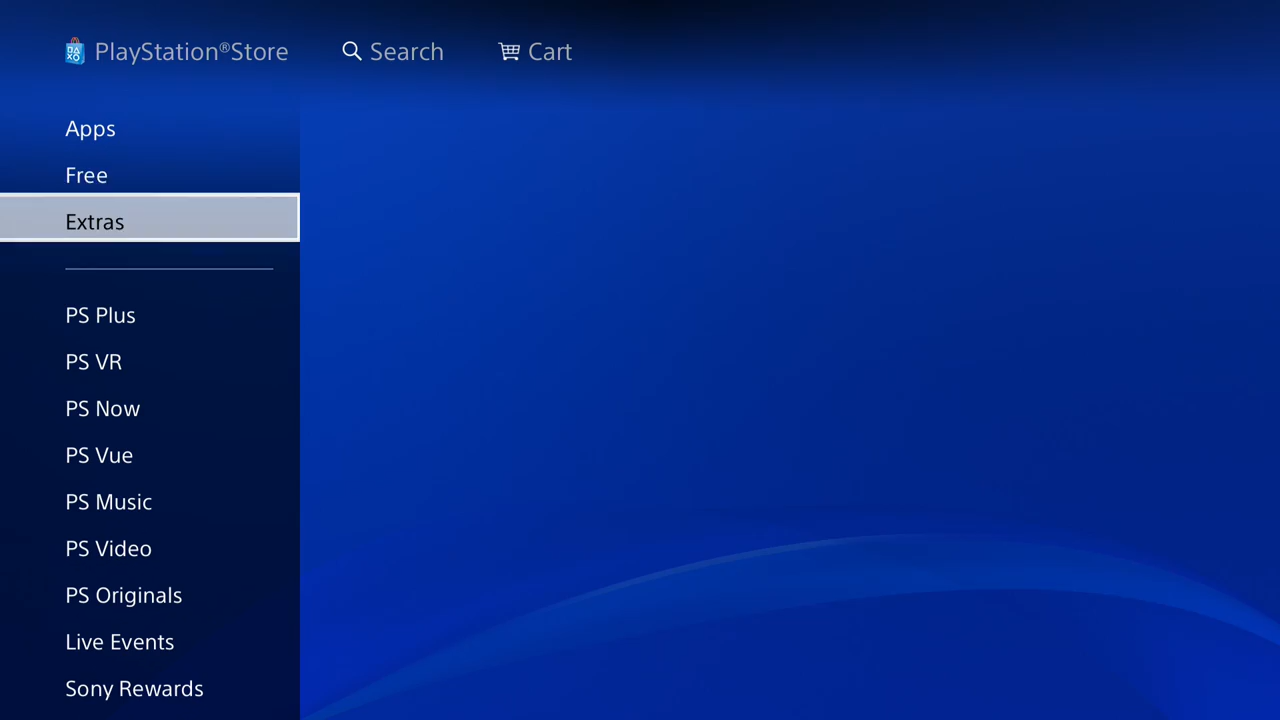 PlayStation®Store Search Cart
Apps
Free
Extras
PS Plus
PS VR
PS Now
PS Vue
PS Music
PS Video
PS Originals
Live Events
Sony Rewards